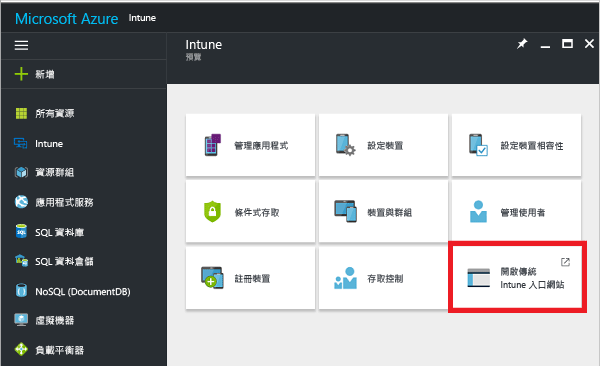 Microsoft Azure Intune
Intune
預覽
新增
所有資源
Intune
資源群組
應用程式服務
SQL 資料庫
SQL 資料倉儲
NoSQL (DocumentDB)
虛擬機器
負載平衡器
管理應用程式
設定裝置
設定裝置相容性
條件式存取
裝置與群組
管理使用者
註冊裝置
存取控制
開啟傳統
Intune 入口網站